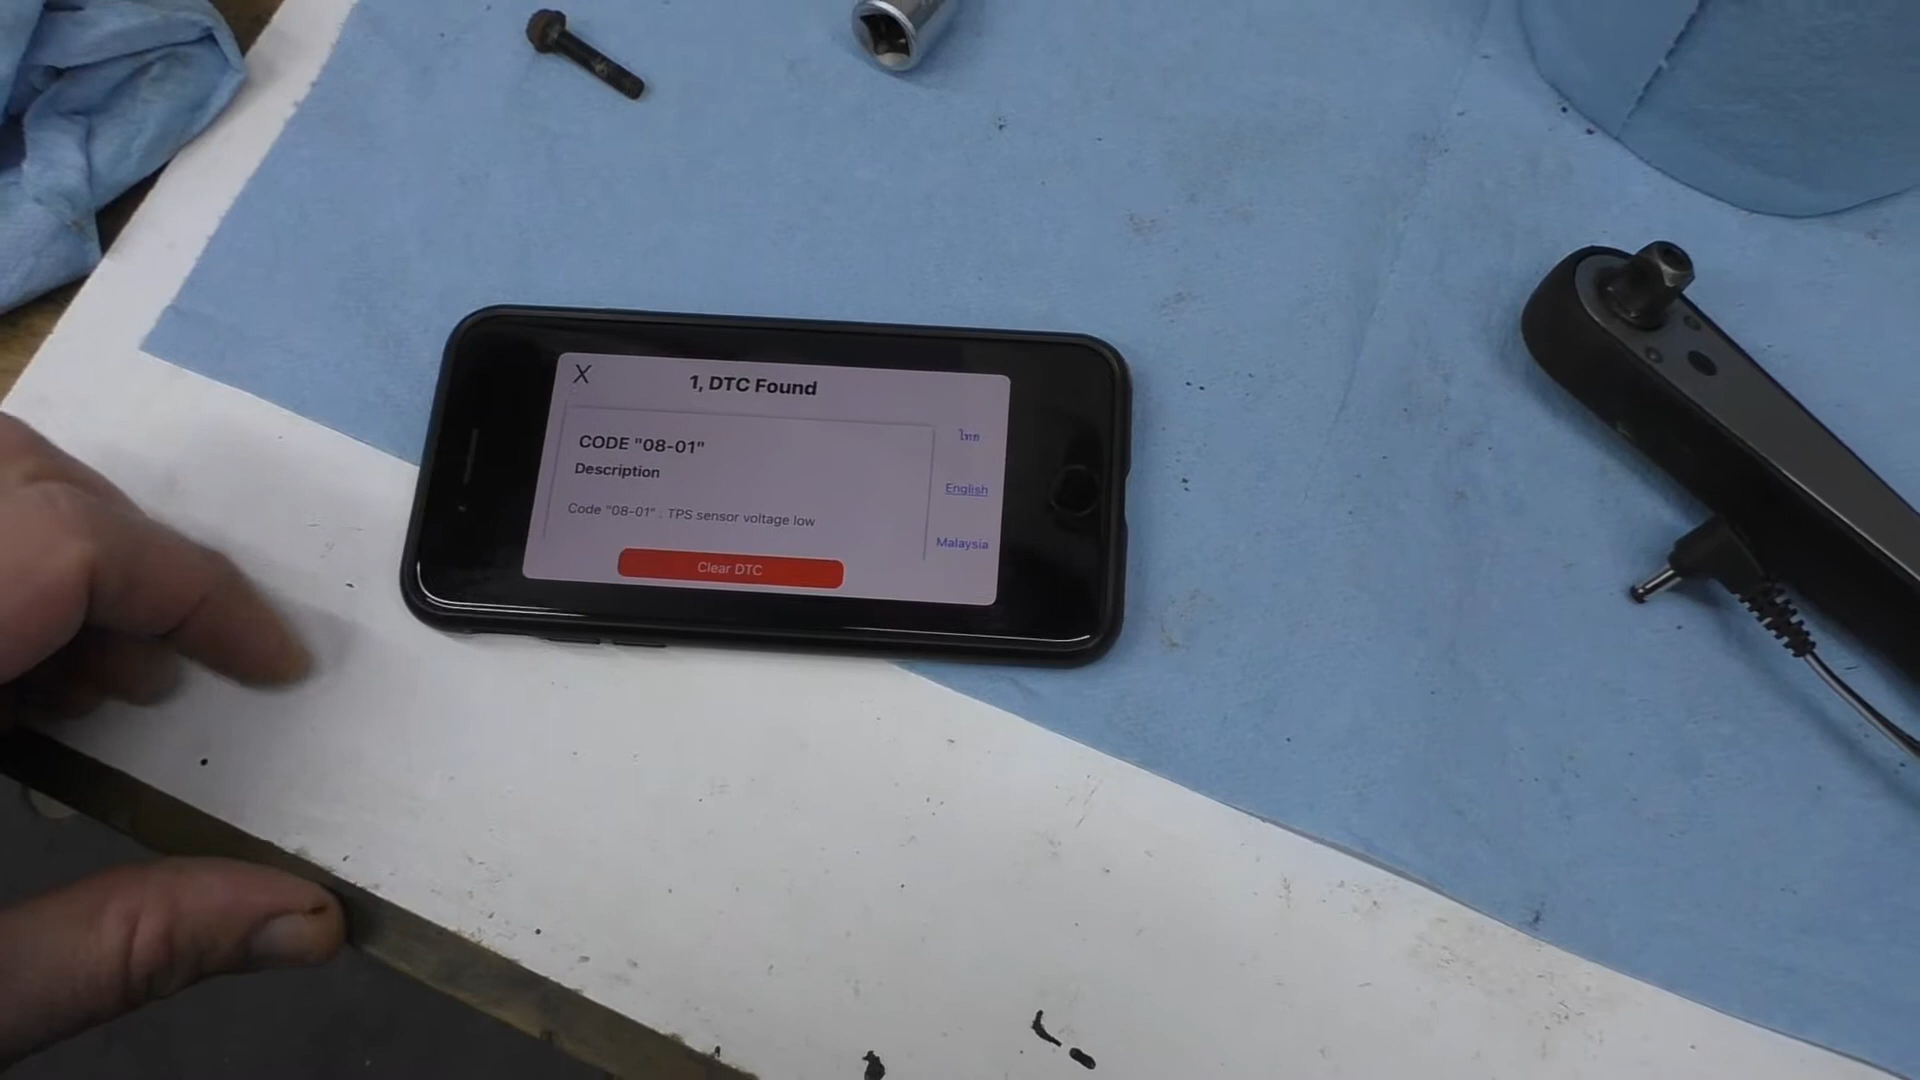 X
1, DTC Found
CODE "08-01"
Description
Code "08-01" : TPS sensor voltage low
Clear DTC
ไทย
English
Malaysia